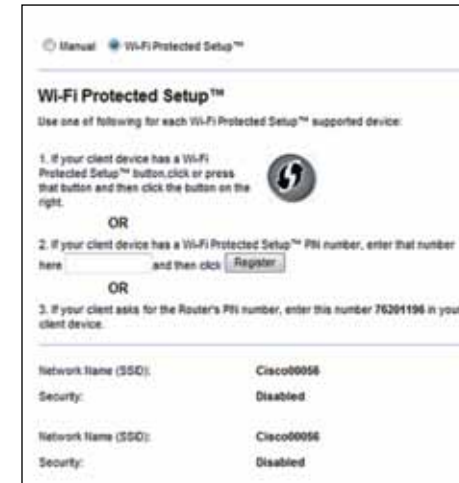 Manual Wi-Fi Protected Setup™
Wi-Fi Protected Setup™
Use one of following for each Wi-Fi Protected Setup™ supported device:
1. If your client device has a Wi-Fi
Protected Setup™ button,click or press
that button and then click the button on the
right.
OR
2. If your client device has a Wi-Fi Protected Setup™ PIN number, enter that number
here and then click Register
OR
3. If your client asks for the Router's PIN number, enter this number 76201196 in your
client device.
Network Name (SSID): Cisco00056
Security: Disabled
Network Name (SSID): Cisco00056
Security: Disabled